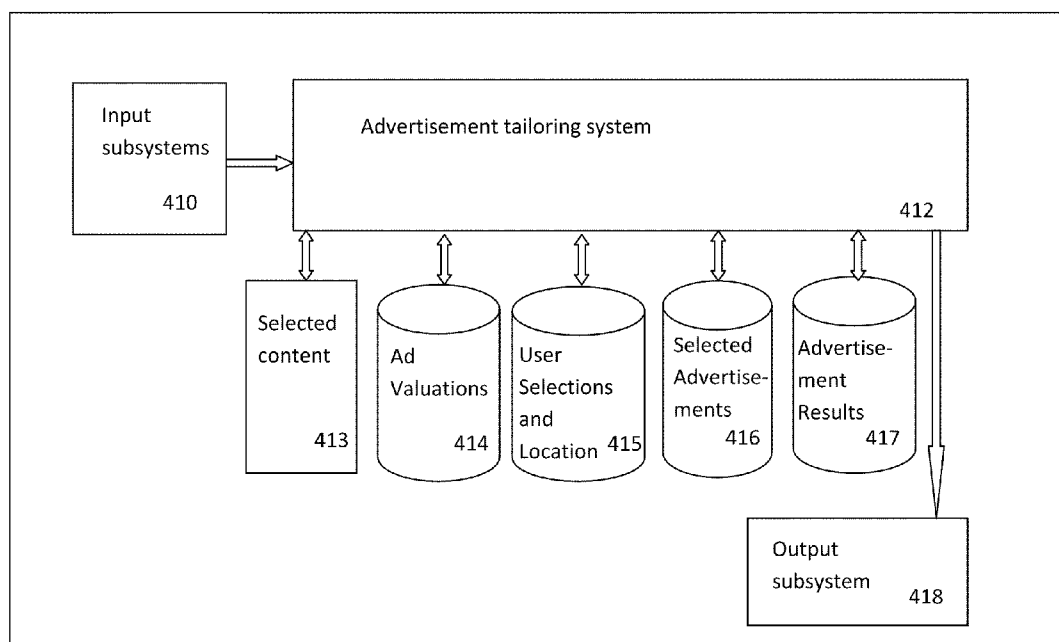 Input
subsystems
410
Advertisement tailoring system
412
Selected
content
413
Ad
Valuations
414
User
Selections
and
Location
415
Selected
Advertise-
ments
416
Advertise-
ment
Results
417
Output
subsystem
418